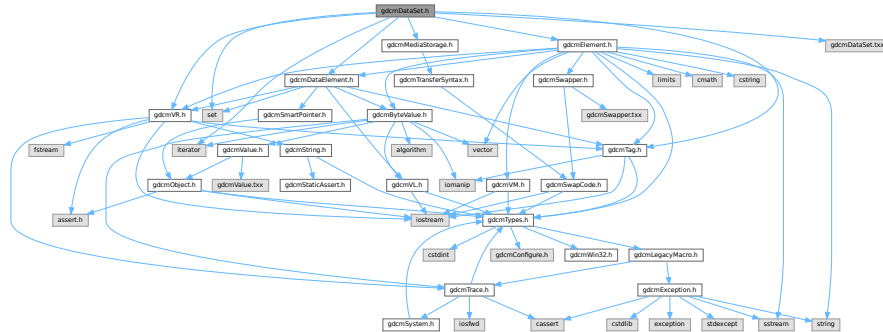 gdcmDataSet.h
gdcmMediaStorage.h
gdcmElement.h
gdcmDataSet.txx
gdcmDataElement.h
gdcmTransferSyntax.h
gdcmSwapper.h
limits
cmath
cstring
gdcmVR.h
set
gdcmSmartPointer.h
gdcmByteValue.h
gdcmSwapper.txx
fstream
iterator
gdcmValue.h
gdcmString.h
algorithm
vector
gdcmTag.h
gdcmObject.h
gdcmValue.txx
gdcmStaticAssert.h
gdcmVL.h
iomanip
gdcmVM.h
gdcmSwapCode.h
assert.h
iostream
gdcmTypes.h
cstdint
gdcmConfigure.h
gdcmWin32.h
gdcmLegacyMacro.h
gdcmTrace.h
gdcmException.h
gdcmSystem.h
iosfwd
cassert
cstdlib
exception
stdexcept
sstream
string